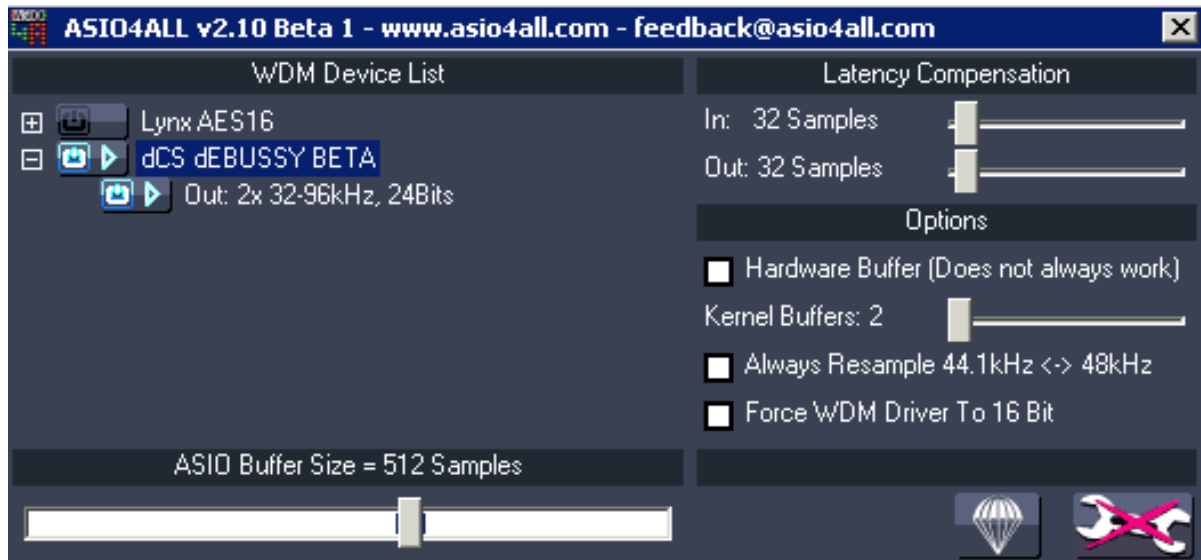 ASIO4ALL v2.10 Beta 1 - www.asio4all.com - feedback@asio4all.com
WDM Device List
Lynx AES16
dCS dEBUSSY BETA
Out: 2x 32-96kHz, 24Bits
ASIO Buffer Size = 512 Samples
Latency Compensation
In: 32 Samples
Out: 32 Samples
Options
Hardware Buffer (Does not always work)
Kernel Buffers: 2
Always Resample 44.1kHz <-> 48kHz
Force WDM Driver To 16 Bit